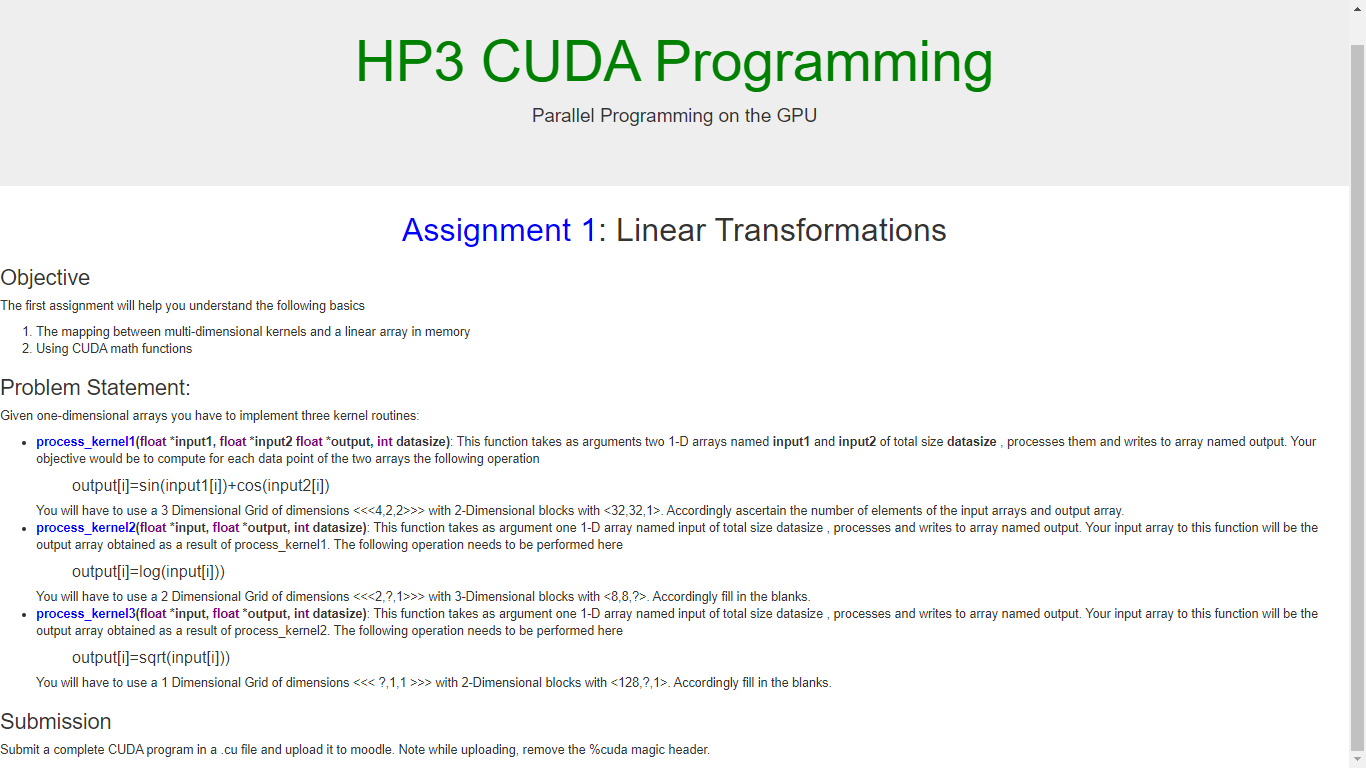 HP3 CUDA Programming
Parallel Programming on the GPU
Assignment 1: Linear Transformations
Objective
The first assignment will help you understand the following basics
1. The mapping between multi-dimensional kernels and a linear array in memory
2. Using CUDA math functions
Problem Statement:
Given one-dimensional arrays you have to implement three kernel routines:
• process_kernel1(float *input1, float *input2 float *output, int datasize): This function takes as arguments two 1-D arrays named input1 and input2 of total size datasize , processes them and writes to array named output. Your
objective would be to compute for each data point of the two arrays the following operation
output[i]=sin(input1[i])+cos(input2[i])
You will have to use a 3 Dimensional Grid of dimensions <<<4,2,2>>> with 2-Dimensional blocks with <32,32,1>. Accordingly ascertain the number of elements of the input arrays and output array.
• process_kernel2(float *input, float *output, int datasize): This function takes as argument one 1-D array named input of total size datasize , processes and writes to array named output. Your input array to this function will be the
output array obtained as a result of process_kernel1. The following operation needs to be performed here
output[i]=log(input[i]))
You will have to use a 2 Dimensional Grid of dimensions <<<2,?,1>>> with 3-Dimensional blocks with <8,8,?>. Accordingly fill in the blanks.
• process_kernel3(float *input, float *output, int datasize): This function takes as argument one 1-D array named input of total size datasize , processes and writes to array named output. Your input array to this function will be the
output array obtained as a result of process_kernel2. The following operation needs to be performed here
output[i]=sqrt(input[i]))
You will have to use a 1 Dimensional Grid of dimensions <<< ?,1,1 >>> with 2-Dimensional blocks with <128,?,1>. Accordingly fill in the blanks.
Submission
Submit a complete CUDA program in a .cu file and upload it to moodle. Note while uploading, remove the %cuda magic header.